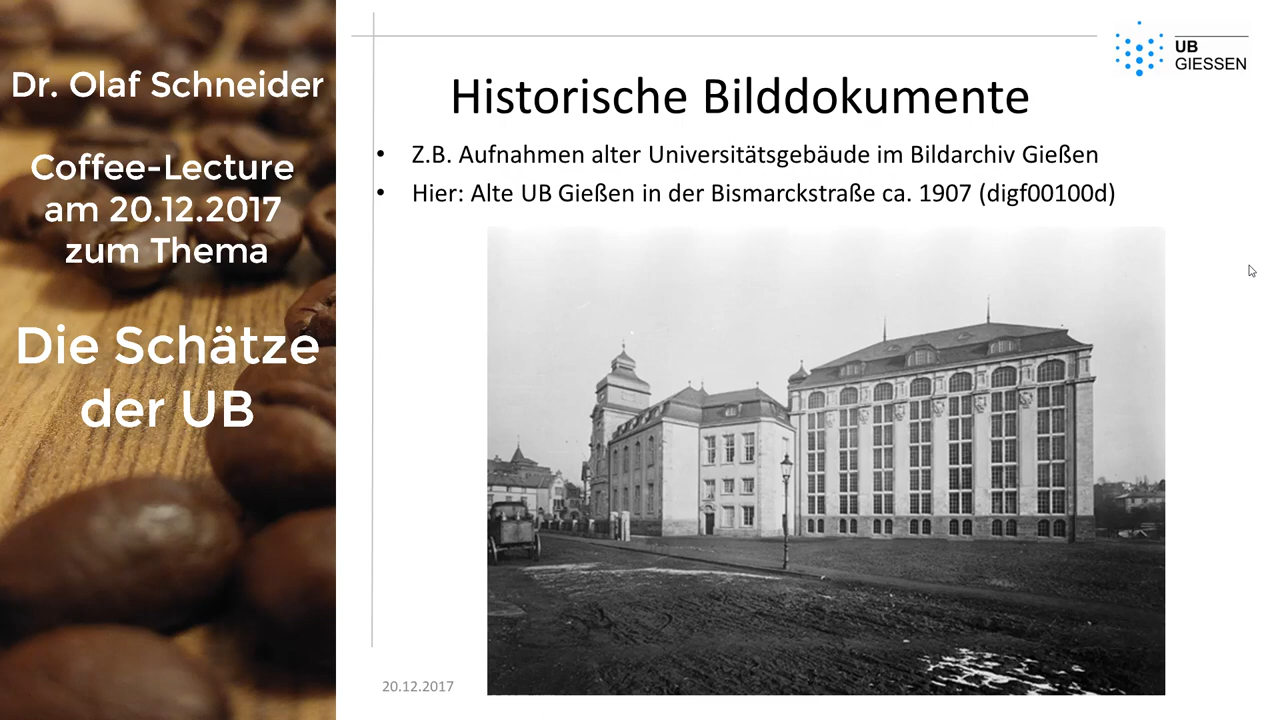 Dr. Olaf Schneider
Coffee-Lecture
am 20.12.2017
zum Thema
Die Schätze
der UB
UB
GIESSEN
Historische Bilddokumente
• Z.B. Aufnahmen alter Universitätsgebäude im Bildarchiv Gießen
• Hier: Alte UB Gießen in der Bismarckstraße ca. 1907 (digf00100d)
20.12.2017